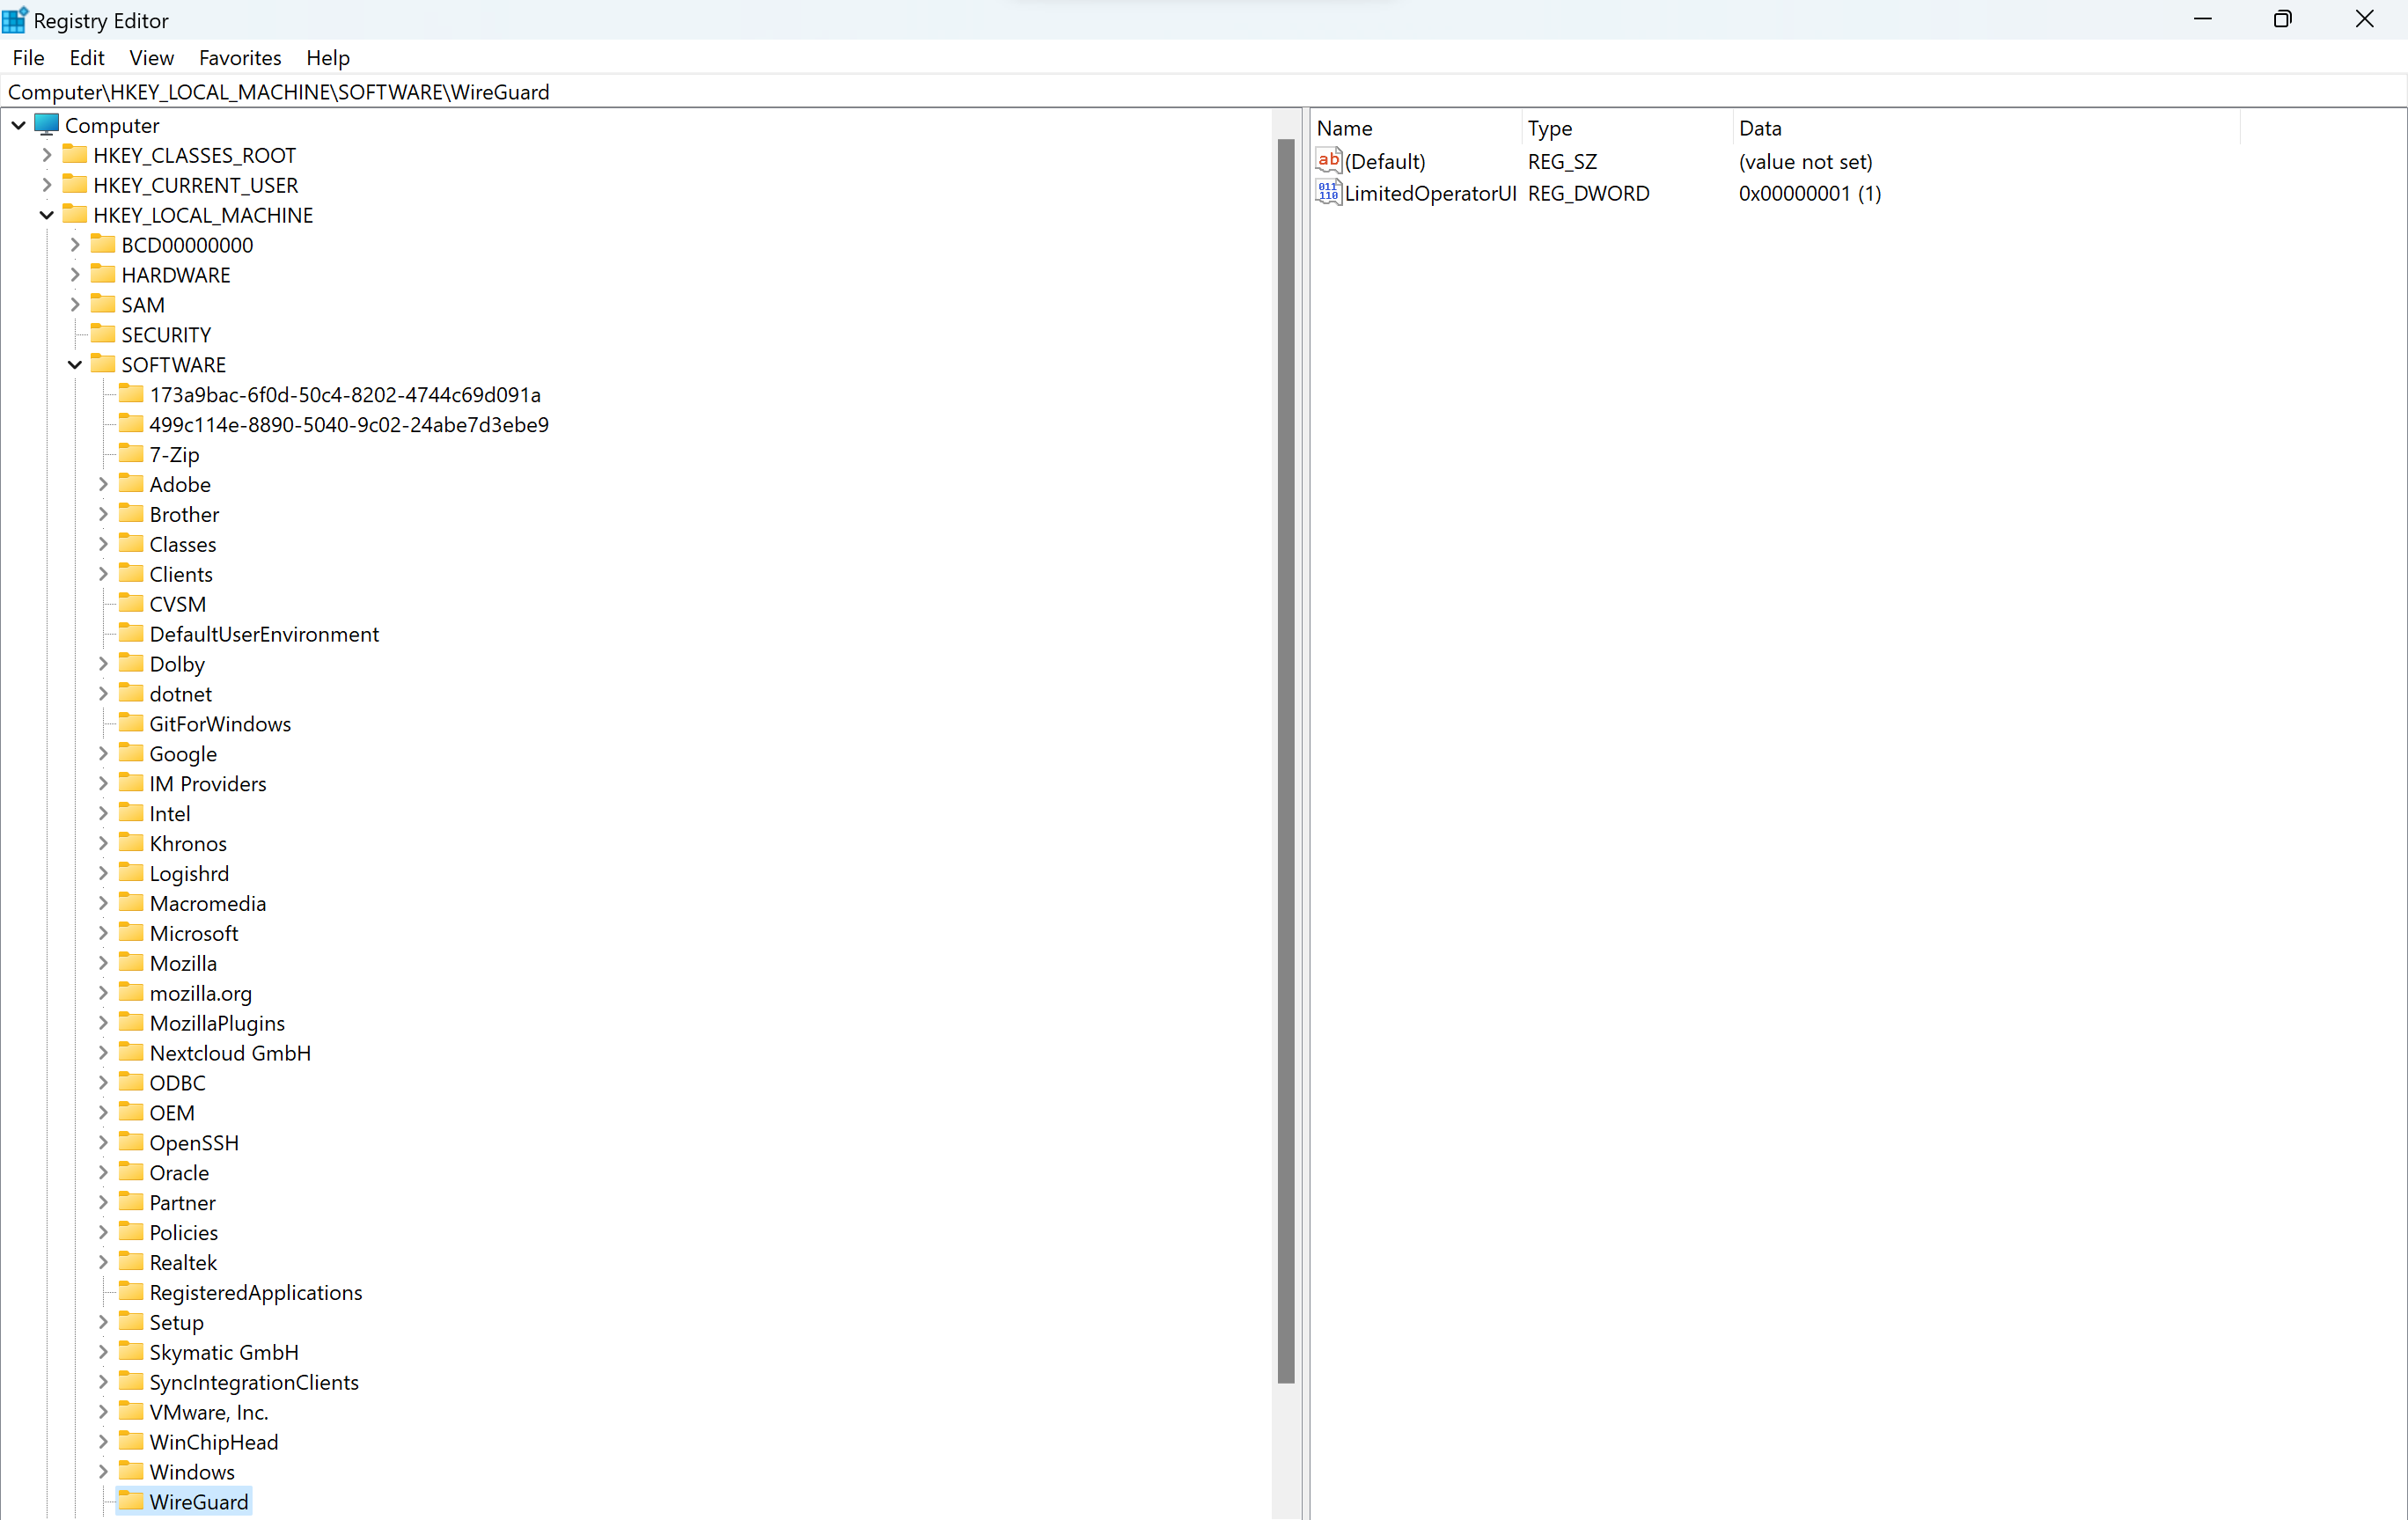 Registry Editor
File Edit View Favorites Help
Computer\HKEY_LOCAL_MACHINE\SOFTWARE\WireGuard
Computer
HKEY_CLASSES_ROOT
HKEY_CURRENT_USER
HKEY_LOCAL_MACHINE
BCD00000000
HARDWARE
SAM
SECURITY
SOFTWARE
173a9bac-6f0d-50c4-8202-4744c69d091a
499c114e-8890-5040-9c02-24abe7d3ebe9
7-Zip
Adobe
Brother
Classes
Clients
CVSM
DefaultUserEnvironment
Dolby
dotnet
GitForWindows
Google
IM Providers
Intel
Khronos
Logishrd
Macromedia
Microsoft
Mozilla
mozilla.org
MozillaPlugins
Nextcloud GmbH
ODBC
OEM
OpenSSH
Oracle
Partner
Policies
Realtek
RegisteredApplications
Setup
Skymatic GmbH
SyncIntegrationClients
VMware, Inc.
WinChipHead
Windows
WireGuard
Name Type Data
(Default) REG_SZ (value not set)
LimitedOperatorUI REG_DWORD 0x00000001 (1)